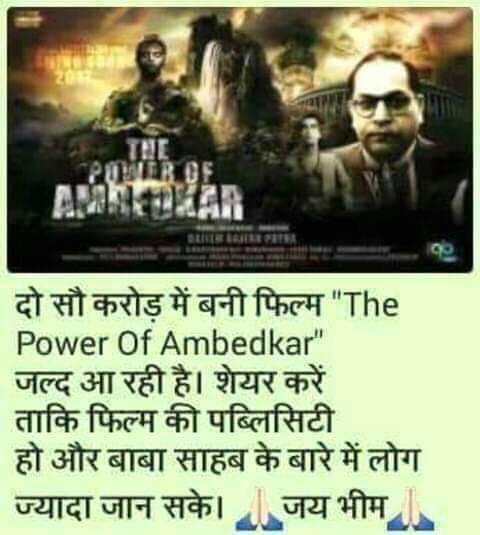 THE
POWER OF
AMBEDKAR
दो सौ करोड़ में बनी फिल्म "The
Power Of Ambedkar"
जल्द आ रही है। शेयर करें
ताकि फिल्म की पब्लिसिटी
हो और बाबा साहब के बारे में लोग
ज्यादा जान सके। 🙏जय भीम🙏